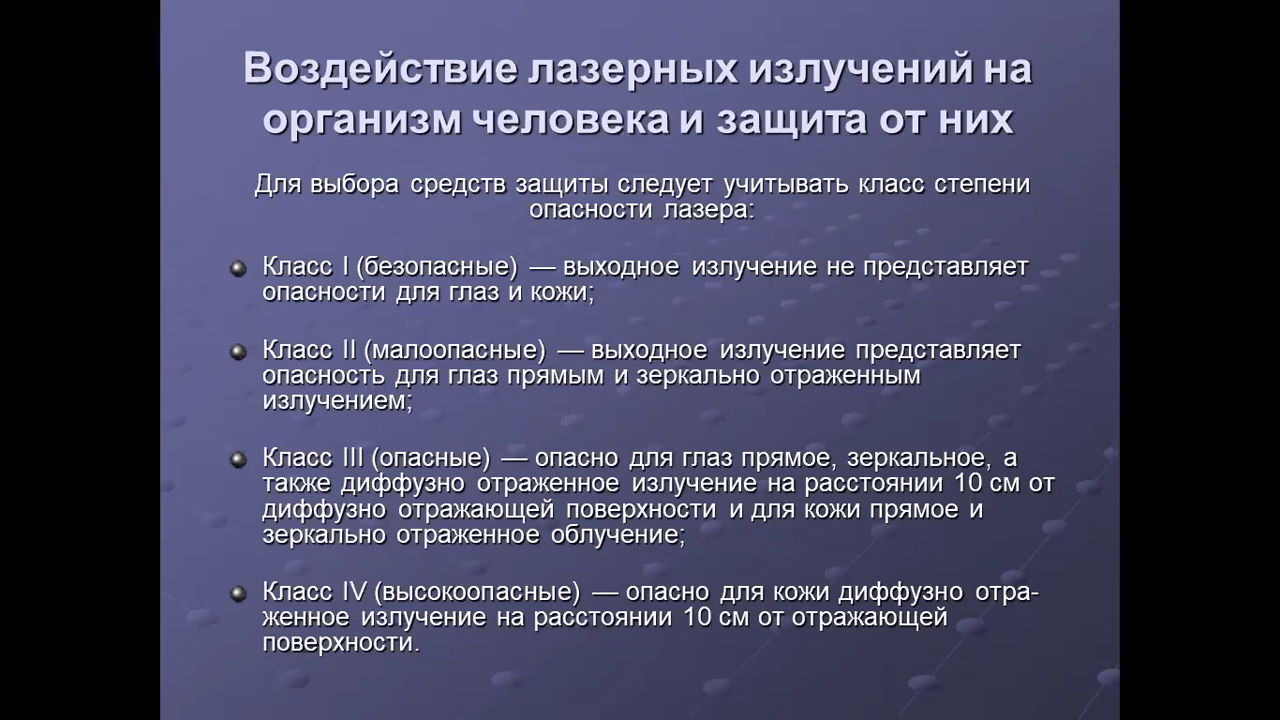 Воздействие лазерных излучений на
организм человека и защита от них
Для выбора средств защиты следует учитывать класс степени
опасности лазера:
Класс I (безопасные) — выходное излучение не представляет
опасности для глаз и кожи;
Класс II (малоопасные) — выходное излучение представляет
опасность для глаз прямым и зеркально отраженным
излучением;
Класс III (опасные) — опасно для глаз прямое, зеркальное, а
также диффузно отраженное излучение на расстоянии 10 см от
диффузно отражающей поверхности и для кожи прямое и
зеркально отраженное облучение;
Класс IV (высокоопасные) — опасно для кожи диффузно отра-
женное излучение на расстоянии 10 см от отражающей
поверхности.